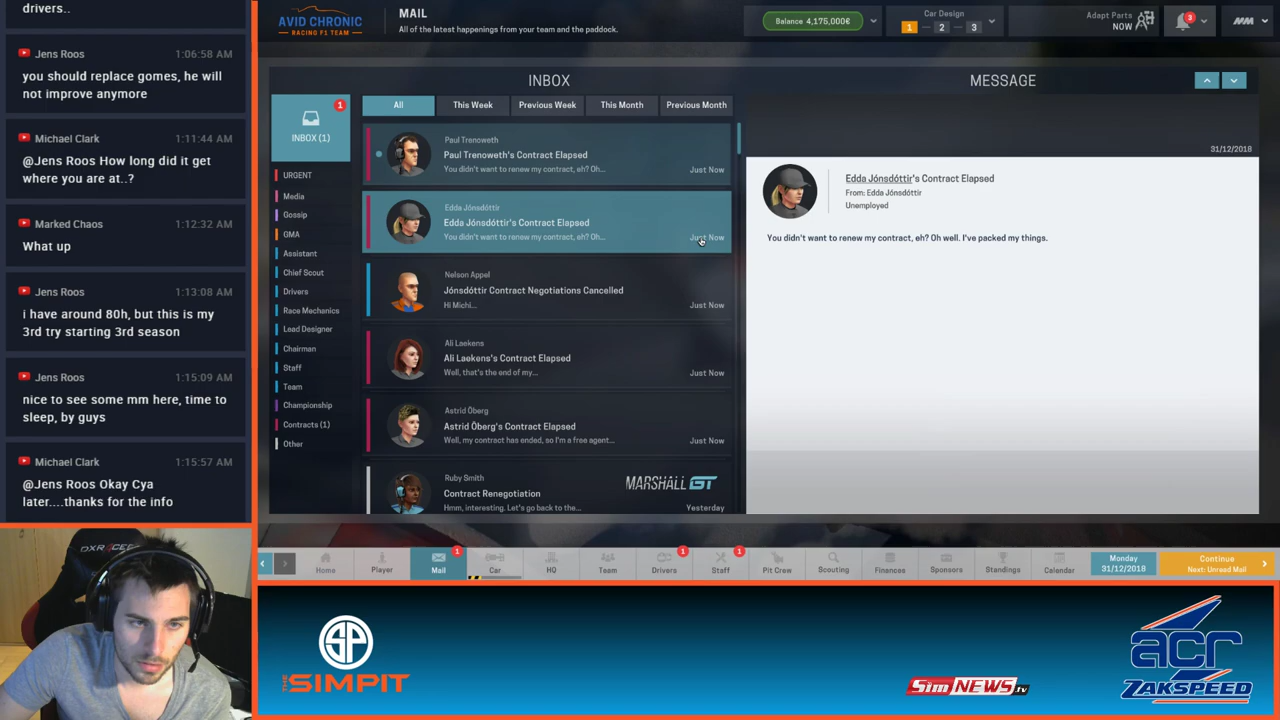 drivers..
Jens Roos 1:06:58 AM
you should replace gomes, he will
not improve anymore
Michael Clark 1:11:44 AM
@Jens Roos How long did it get
where you are at..?
Marked Chaos 1:12:32 AM
What up
Jens Roos 1:13:08 AM
i have around 80h, but this is my
3rd try starting 3rd season
Jens Roos 1:15:09 AM
nice to see some mm here, time to
sleep, by guys
Michael Clark 1:15:57 AM
@Jens Roos Okay Cya
later....thanks for the info
AVID CHRONIC
RACING F1 TEAM
MAIL
All of the latest happenings from your team and the paddock.
Balance 4,175,000€
Car Design
1 2 3
Adapt Parts
NOW
3
INBOX
All This Week Previous Week This Month Previous Month
1
INBOX (1)
URGENT
Media
Gossip
GMA
Assistant
Chief Scout
Drivers
Race Mechanics
Lead Designer
Chairman
Staff
Team
Championship
Contracts (1)
Other
Paul Trenoweth
Paul Trenoweth's Contract Elapsed
You didn't want to renew my contract, eh? Oh... Just Now
Edda Jónsdóttir
Edda Jónsdóttir's Contract Elapsed
You didn't want to renew my contract, eh? Oh... Just Now
Nelson Appel
Jónsdóttir Contract Negotiations Cancelled
Hi Michi... Just Now
Ali Laekens
Ali Laekens's Contract Elapsed
Well, that's the end of my... Just Now
Astrid Öberg
Astrid Öberg's Contract Elapsed
Well, my contract has ended, so I'm a free agent... Just Now
Ruby Smith
Contract Renegotiation
Hmm, interesting. Let's go back to the... Yesterday
MARSHALL GT
MESSAGE
31/12/2018
Edda Jónsdóttir's Contract Elapsed
From: Edda Jónsdóttir
Unemployed
You didn't want to renew my contract, eh? Oh well. I've packed my things.
Home Player Mail 1 Car HQ Team Drivers 1 Staff 1 Pit Crew Scouting Finances Sponsors Standings Calendar
Monday
31/12/2018
Continue
Next: Unread Mail
DXRACER
SP
THE SIMPIT
SimNEWS.tv
acr
ZAKSPEED